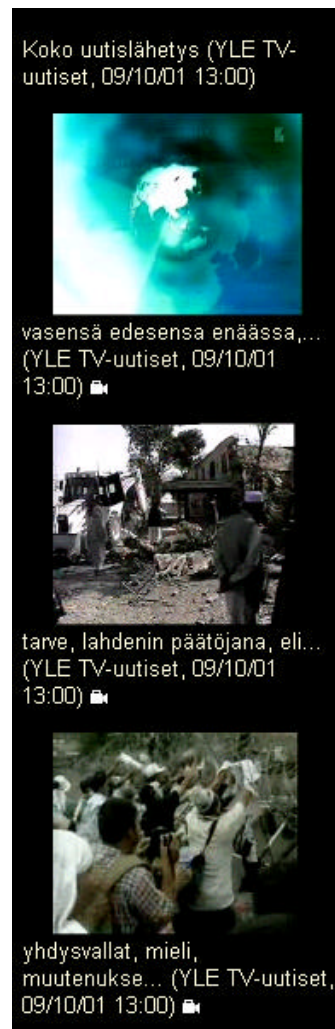 Koko uutislähetys (YLE TV-
uutiset, 09/10/01 13:00)
vasensä edesensa enäässa,...
(YLE TV-uutiset, 09/10/01
13:00)
tarve, lahdenin päätöjana, eli...
(YLE TV-uutiset, 09/10/01
13:00)
yhdysvallat, mieli,
muutenukse... (YLE TV-uutiset,
09/10/01 13:00)